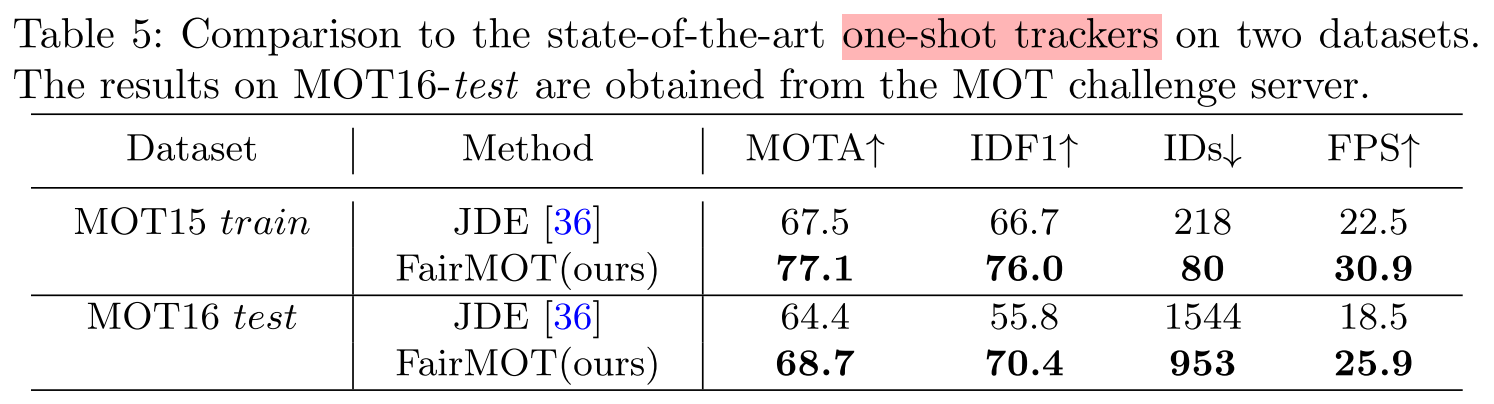 Table 5: Comparison to the state-of-the-art one-shot trackers on two datasets.
The results on MOT16-test are obtained from the MOT challenge server.
Dataset Method MOTA↑ IDF1↑ IDs↓ FPS↑
MOT15 train JDE [36] 67.5 66.7 218 22.5
FairMOT(ours) 77.1 76.0 80 30.9
MOT16 test JDE [36] 64.4 55.8 1544 18.5
FairMOT(ours) 68.7 70.4 953 25.9